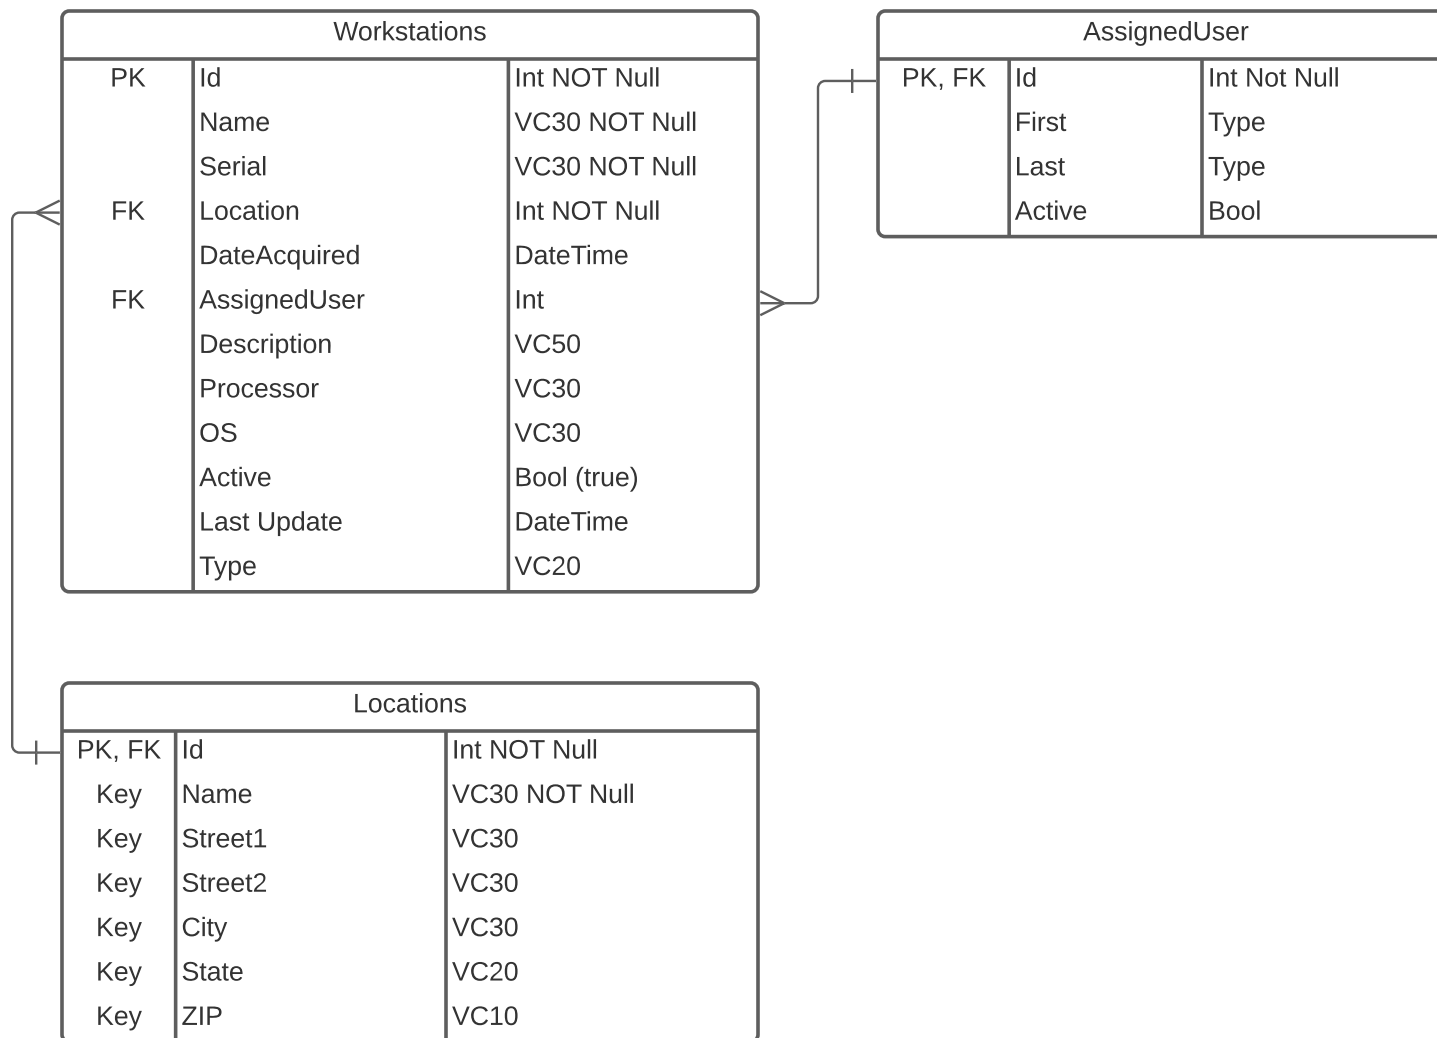 Workstations
PK Id Int NOT Null
Name VC30 NOT Null
Serial VC30 NOT Null
FK Location Int NOT Null
DateAcquired DateTime
FK AssignedUser Int
Description VC50
Processor VC30
OS VC30
Active Bool (true)
Last Update DateTime
Type VC20
AssignedUser
PK, FK Id Int Not Null
First Type
Last Type
Active Bool
Locations
PK, FK Id Int NOT Null
Key Name VC30 NOT Null
Key Street1 VC30
Key Street2 VC30
Key City VC30
Key State VC20
Key ZIP VC10